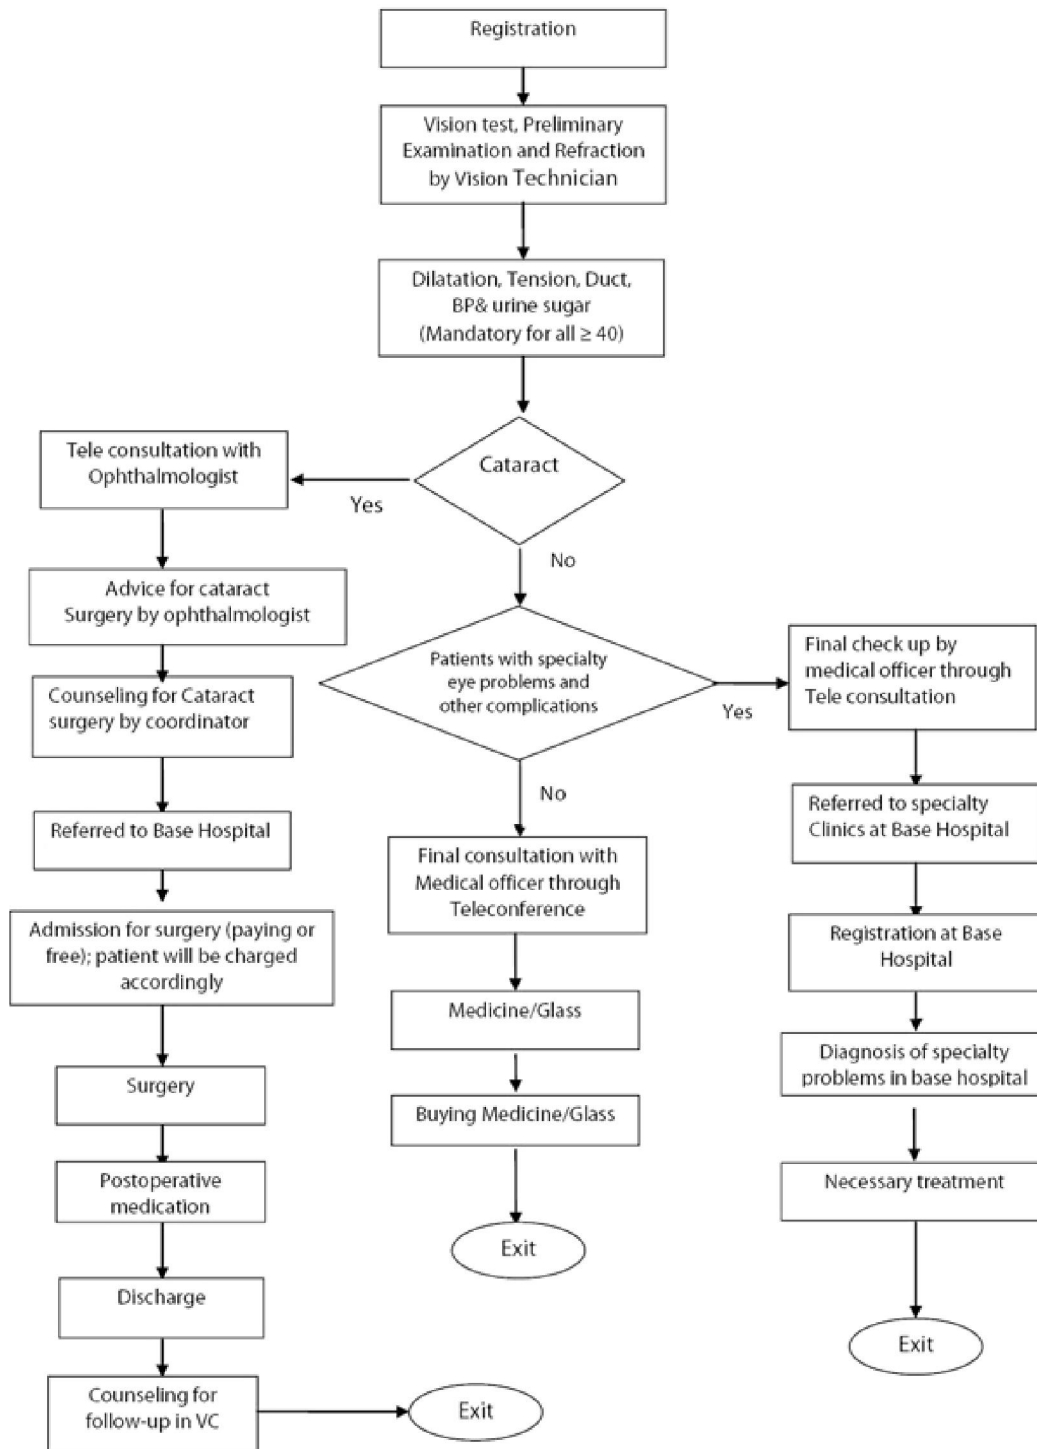 Registration
Vision test, Preliminary
Examination and Refraction
by Vision Technician
Dilatation, Tension, Duct,
BP& urine sugar
(Mandatory for all ≥ 40)
Cataract
Yes
No
Tele consultation with
Ophthalmologist
Advice for cataract
Surgery by ophthalmologist
Counseling for Cataract
surgery by coordinator
Referred to Base Hospital
Admission for surgery (paying or
free); patient will be charged
accordingly
Surgery
Postoperative
medication
Discharge
Counseling for
follow-up in VC
Exit
Patients with specialty
eye problems and
other complications
Yes
No
Final consultation with
Medical officer through
Teleconference
Medicine/Glass
Buying Medicine/Glass
Exit
Final check up by
medical officer through
Tele consultation
Referred to specialty
Clinics at Base Hospital
Registration at Base
Hospital
Diagnosis of specialty
problems in base hospital
Necessary treatment
Exit